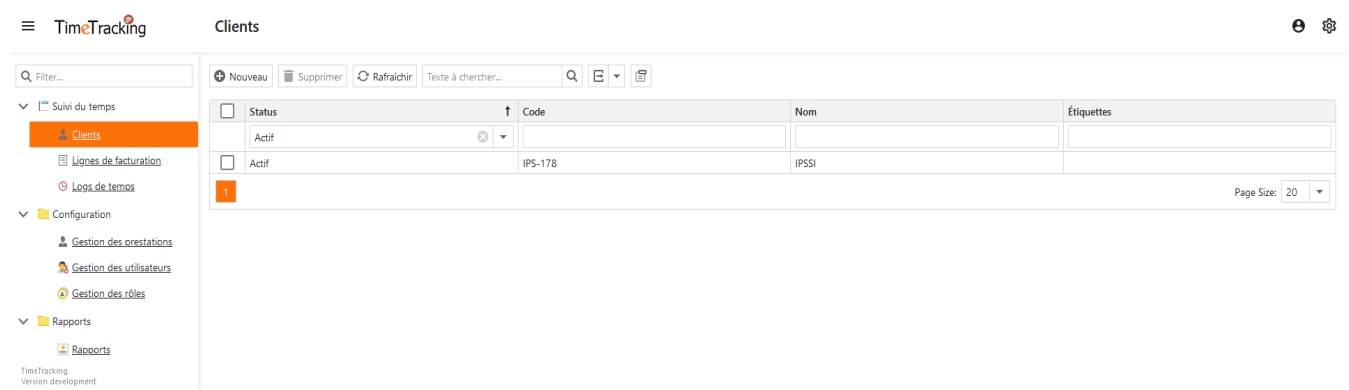 TimeTracking
Clients
Filter...
Nouveau Supprimer Rafraîchir Texte à chercher...
Suivi du temps
Status Code Nom Étiquettes
Clients
Actif
Lignes de facturation
Actif IPS-178 IPSSI
Logs de temps
1 Page Size: 20
Configuration
Gestion des prestations
Gestion des utilisateurs
Gestion des rôles
Rapports
Rapports
TimeTracking
Version development